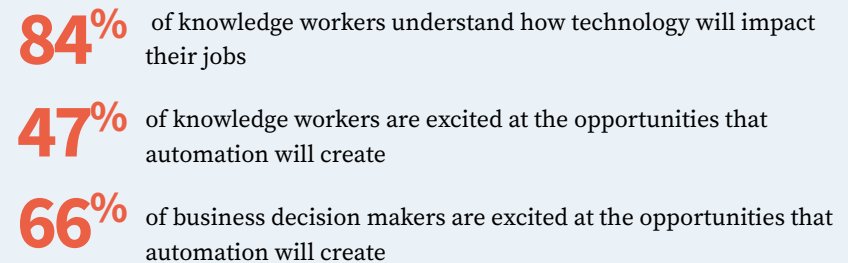 84% of knowledge workers understand how technology will impact
their jobs
47% of knowledge workers are excited at the opportunities that
automation will create
66% of business decision makers are excited at the opportunities that
automation will create